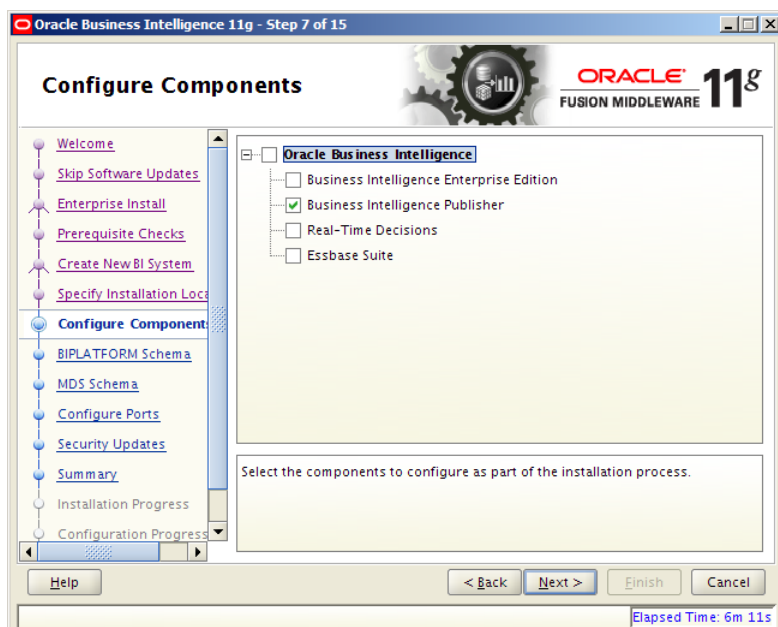 Oracle Business Intelligence 11g - Step 7 of 15
Configure Components
ORACLE
FUSION MIDDLEWARE 11g
Welcome
Skip Software Updates
Enterprise Install
Prerequisite Checks
Create New BI System
Specify Installation Loca
Configure Components
BIPLATFORM Schema
MDS Schema
Configure Ports
Security Updates
Summary
Installation Progress
Configuration Progress
Oracle Business Intelligence
Business Intelligence Enterprise Edition
Business Intelligence Publisher
Real-Time Decisions
Essbase Suite
Select the components to configure as part of the installation process.
Help
< Back
Next >
Finish
Cancel
Elapsed Time: 6m 11s